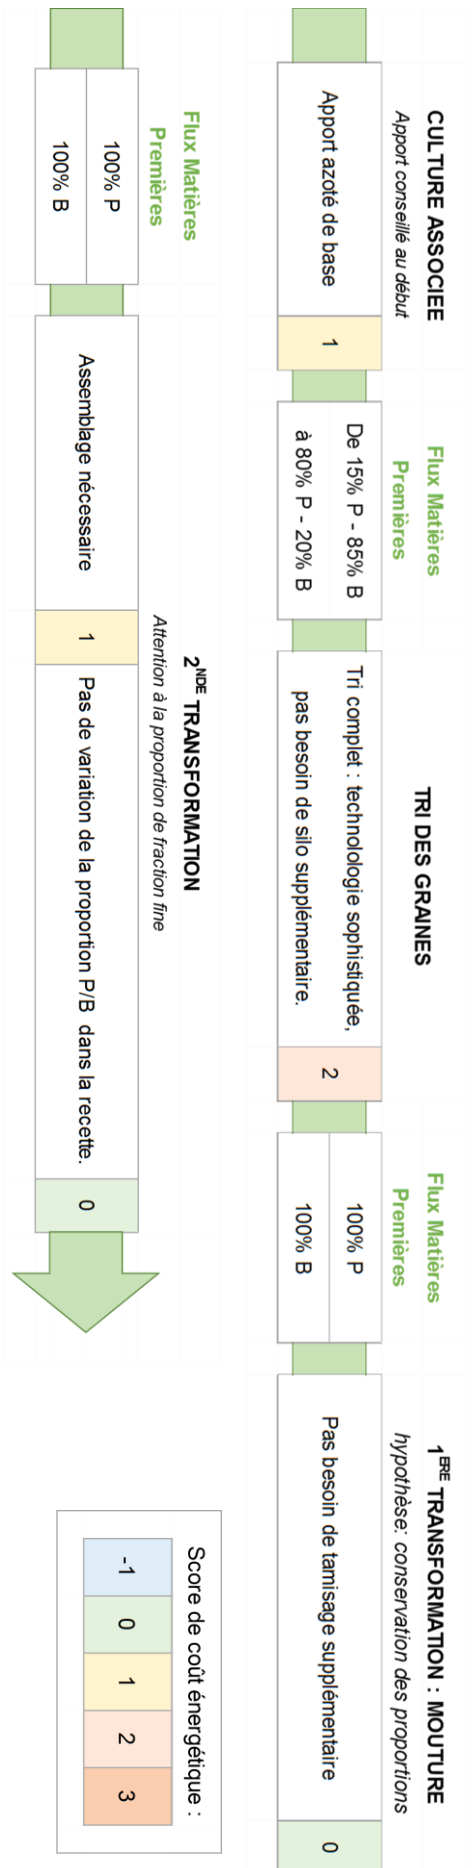 CULTURE ASSOCIEE
Apport conseillé au début
Apport azoté de base
1
Flux Matières
Premières
De 15% P - 85% B
à 80% P - 20% B
TRI DES GRAINES
Tri complet : technolologie sophistiquée,
pas besoin de silo supplémentaire.
2
Flux Matières
Premières
100% P
100% B
1ERE TRANSFORMATION : MOUTURE
hypothèse: conservation des proportions
Pas besoin de tamisage supplémentaire
0
Flux Matières
Premières
100% P
100% B
2NDE TRANSFORMATION
Attention à la proportion de fraction fine
Assemblage nécessaire
1
Pas de variation de la proportion P/B dans la recette.
0
Score de coût énergétique :
-1
0
1
2
3